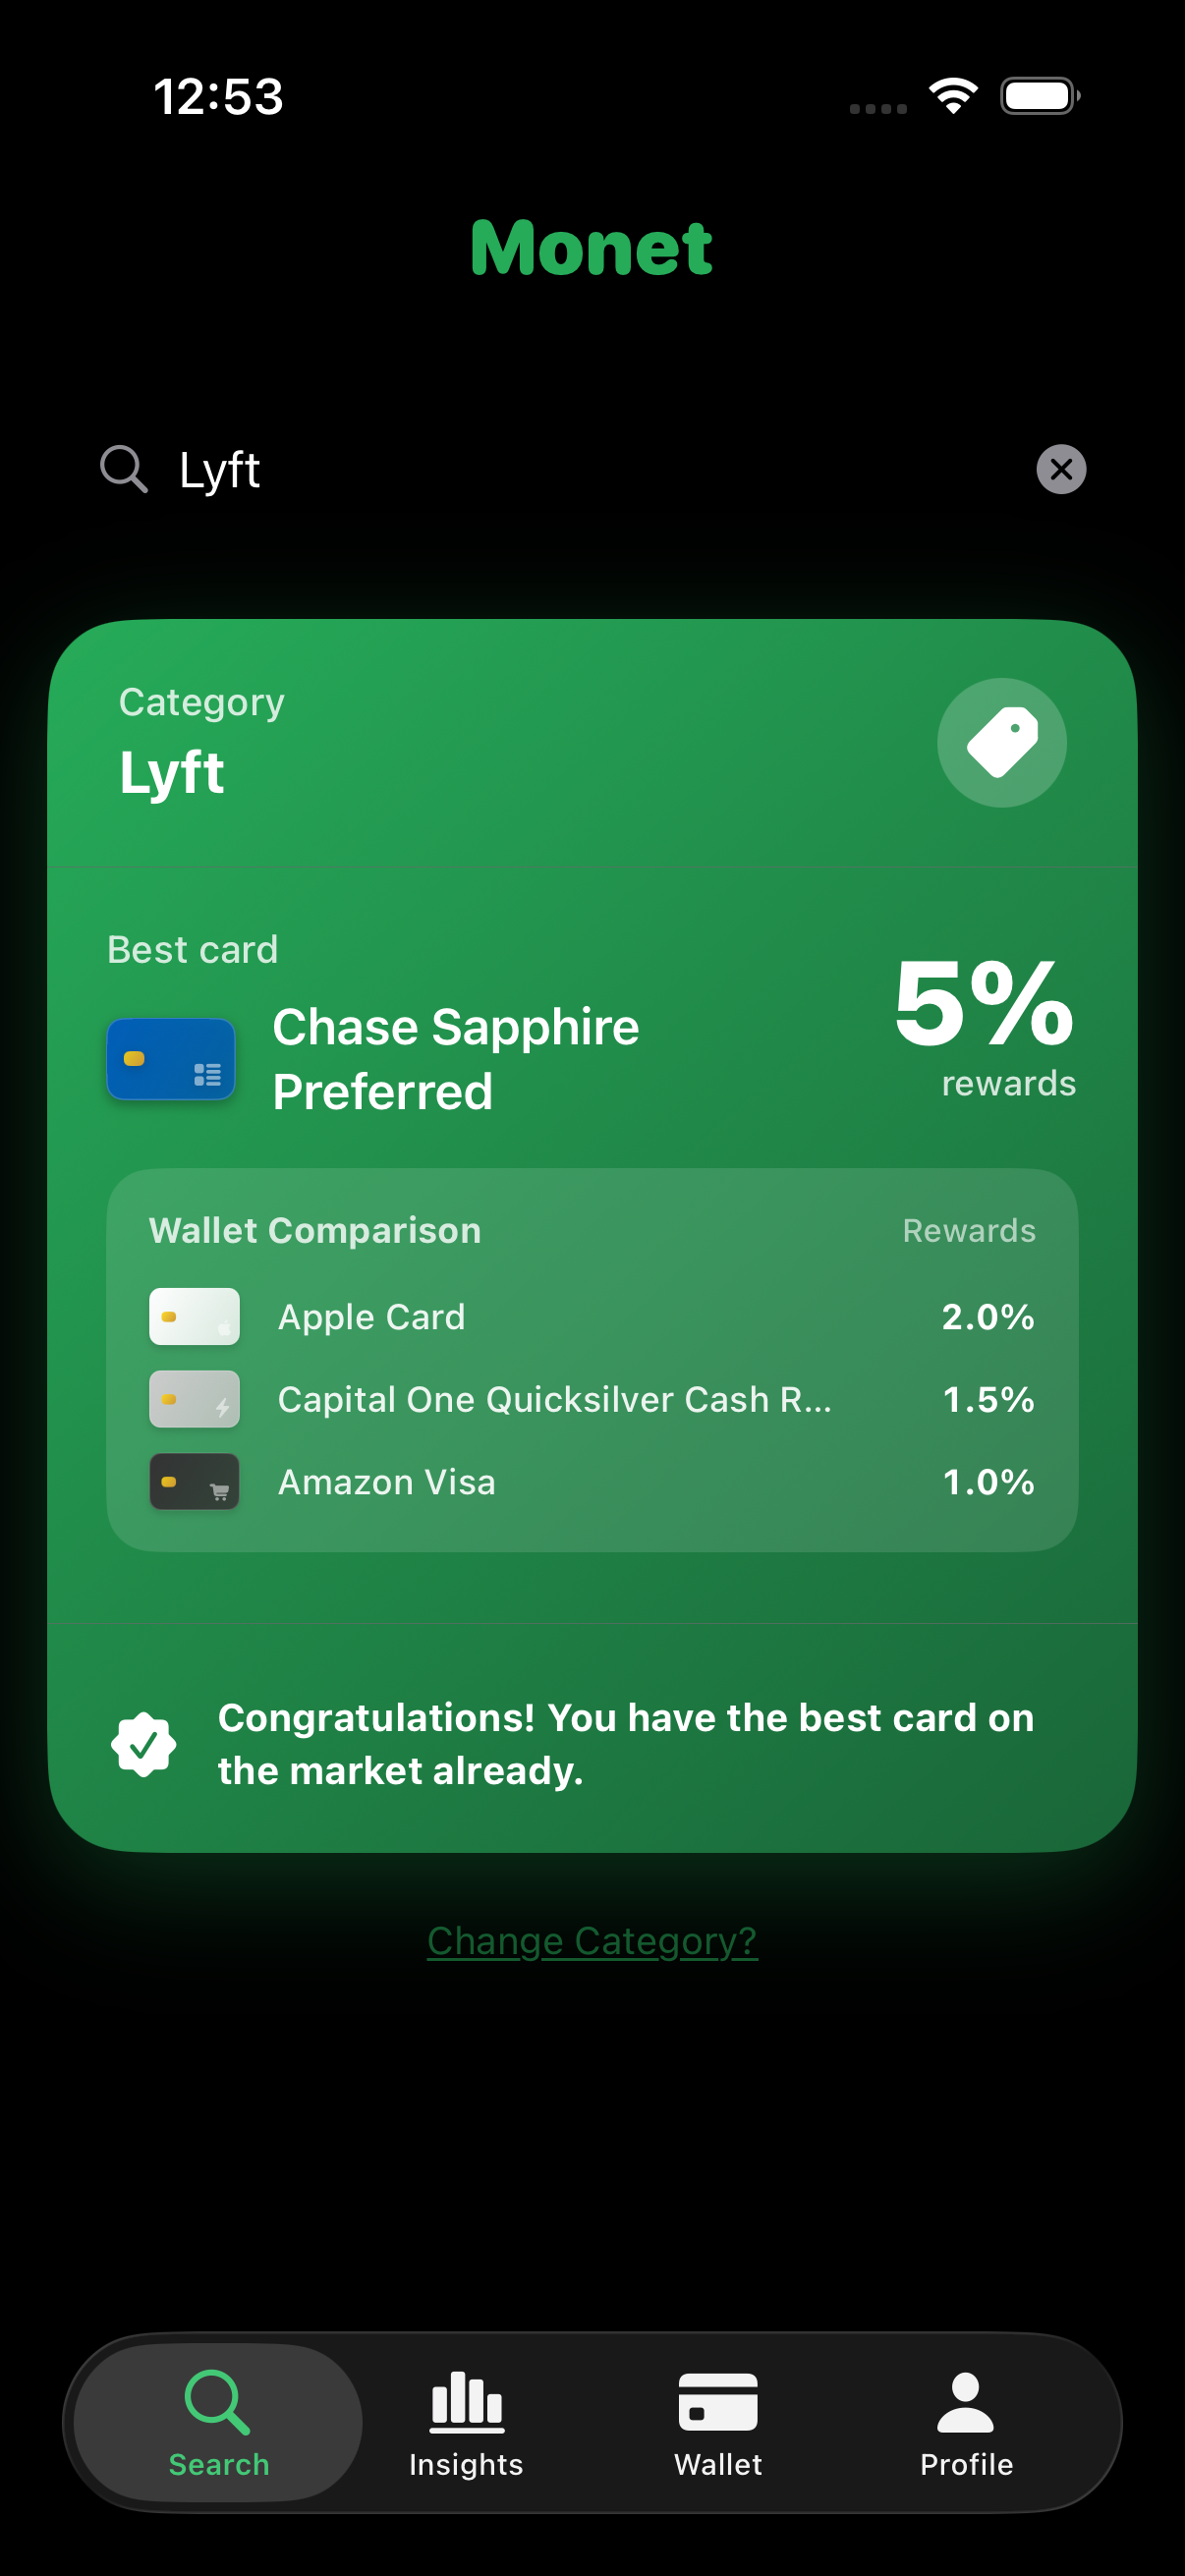 12:53
Monet
Lyft
Category
Lyft
Best card
Chase Sapphire
Preferred
5%
rewards
Wallet Comparison
Rewards
Apple Card
2.0%
Capital One Quicksilver Cash R...
1.5%
Amazon Visa
1.0%
Congratulations! You have the best card on
the market already.
Change Category?
Search
Insights
Wallet
Profile